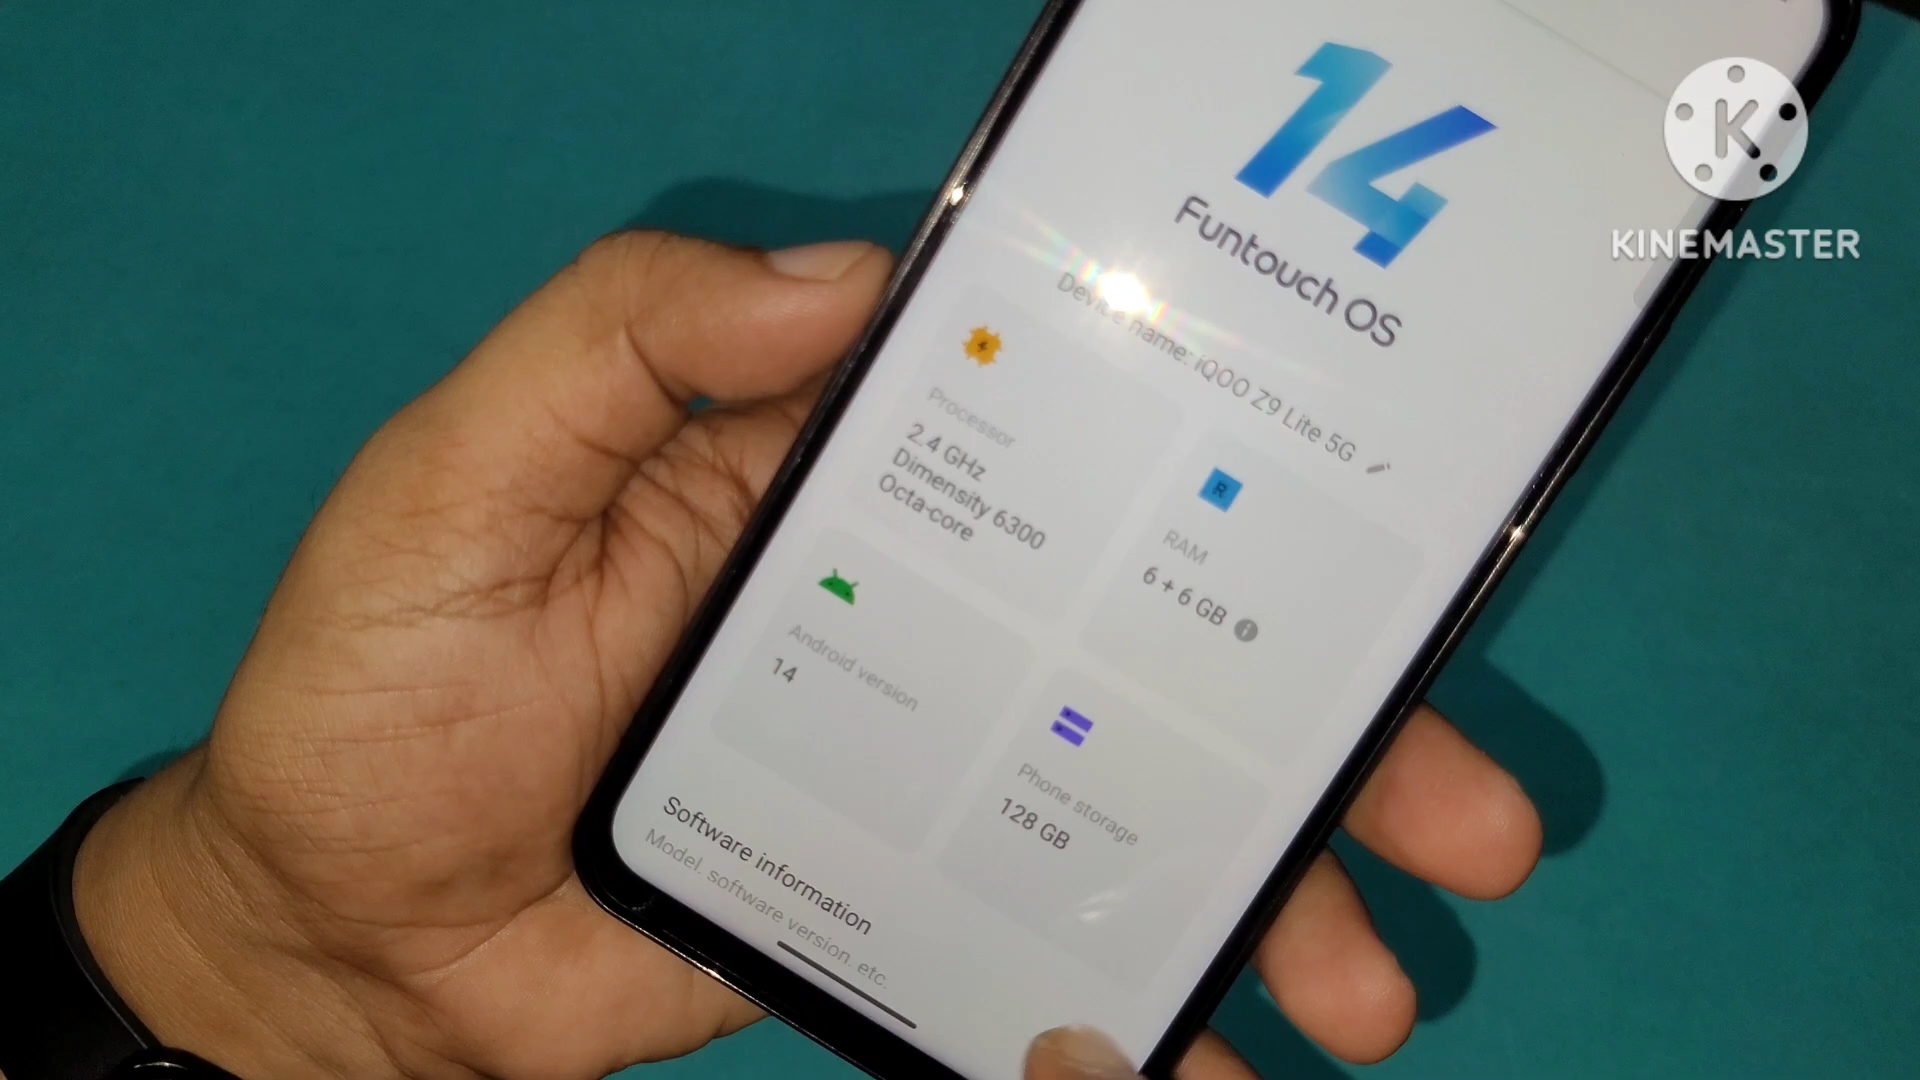 14
Funtouch OS
Device name: iQOO Z9 Lite 5G
Processor
2.4 GHz
Dimensity 6300
Octa-core
R
RAM
6 + 6 GB
Android version
14
Phone storage
128 GB
Software information
Model, software version, etc.
K
KINEMASTER